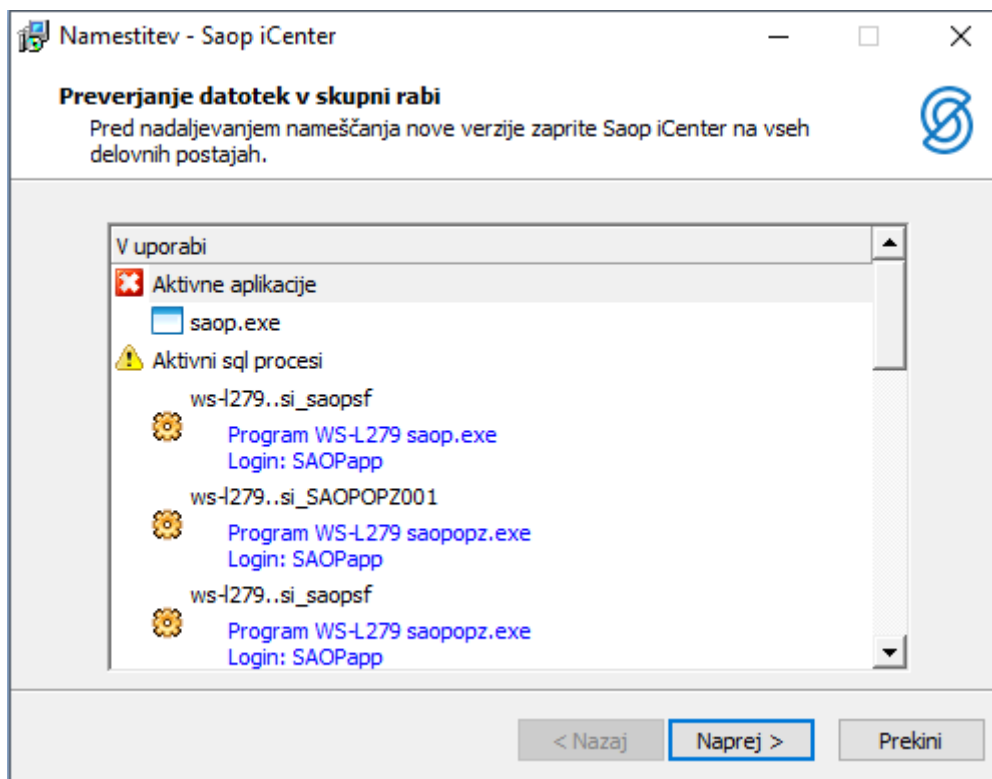 Namestitev - Saop iCenter
Preverjanje datotek v skupni rabi
Pred nadaljevanjem nameščanja nove verzije zaprite Saop iCenter na vseh
delovnih postajah.
V uporabi
Aktivne aplikacije
saop.exe
Aktivni sql procesi
ws-l279..si_saopsf
Program WS-L279 saop.exe
Login: SAOPapp
ws-l279..si_SAOPOPZ001
Program WS-L279 saopopz.exe
Login: SAOPapp
ws-l279..si_saopsf
Program WS-L279 saopopz.exe
Login: SAOPapp
< Nazaj
Naprej >
Prekini